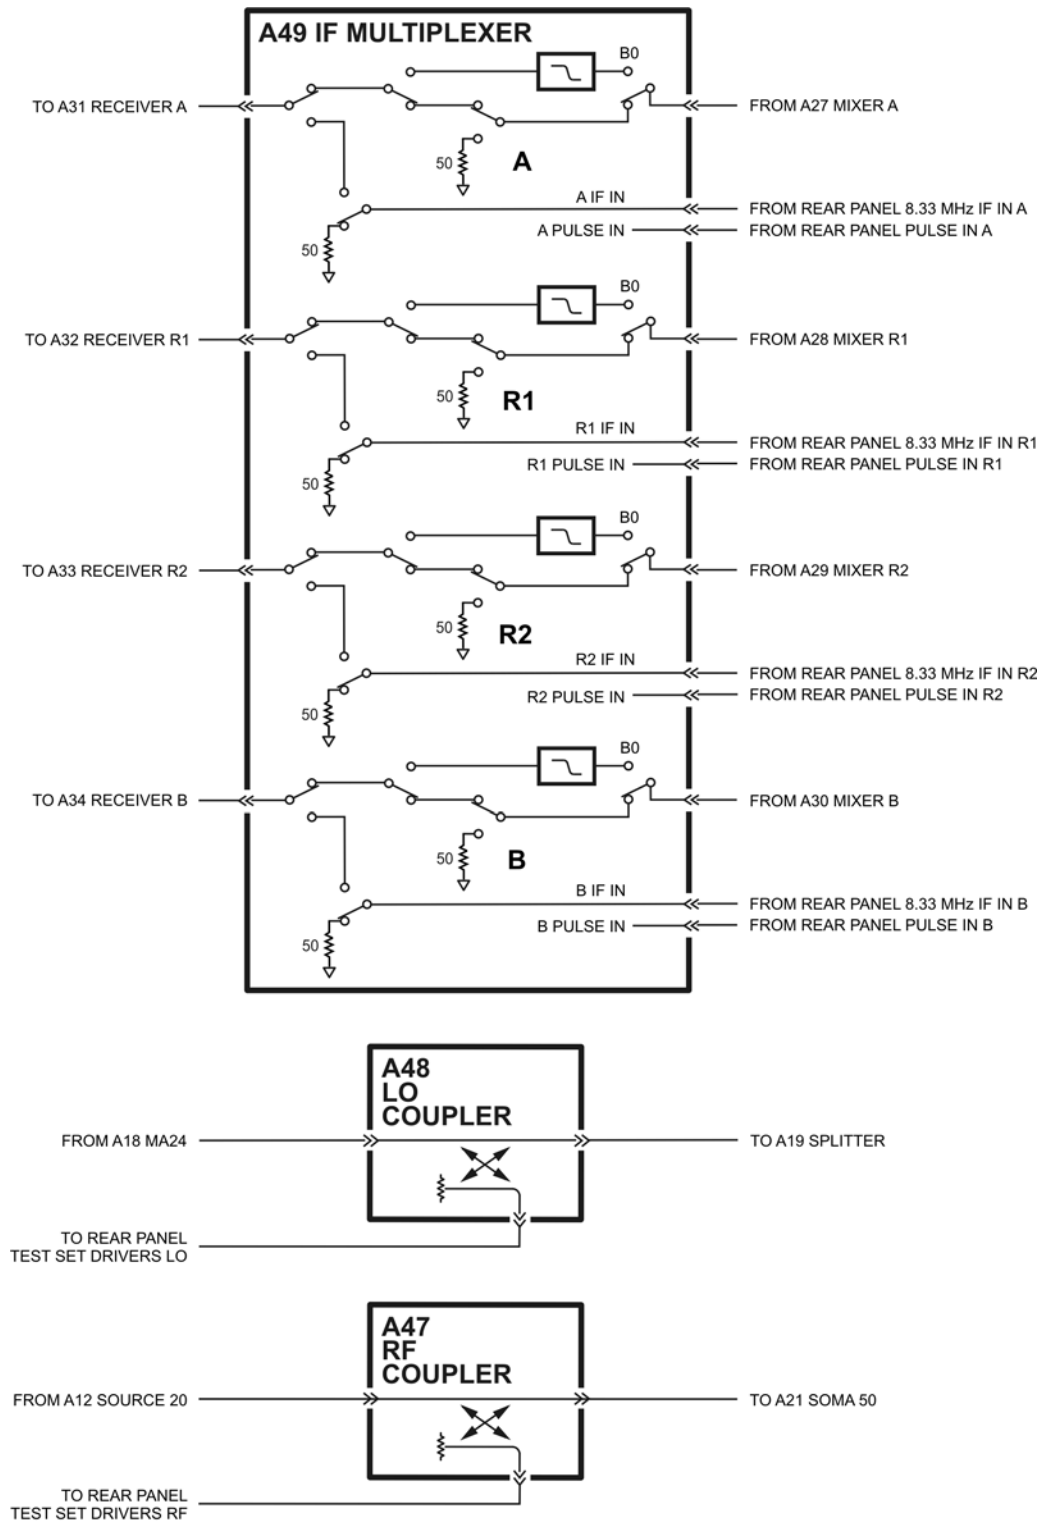 A49 IF MULTIPLEXER
B0
TO A31 RECEIVER A
FROM A27 MIXER A
50
A
A IF IN
FROM REAR PANEL 8.33 MHz IF IN A
A PULSE IN
FROM REAR PANEL PULSE IN A
50
B0
TO A32 RECEIVER R1
FROM A28 MIXER R1
50
R1
R1 IF IN
FROM REAR PANEL 8.33 MHz IF IN R1
R1 PULSE IN
FROM REAR PANEL PULSE IN R1
50
B0
TO A33 RECEIVER R2
FROM A29 MIXER R2
50
R2
R2 IF IN
FROM REAR PANEL 8.33 MHz IF IN R2
R2 PULSE IN
FROM REAR PANEL PULSE IN R2
50
B0
TO A34 RECEIVER B
FROM A30 MIXER B
50
B
B IF IN
FROM REAR PANEL 8.33 MHz IF IN B
B PULSE IN
FROM REAR PANEL PULSE IN B
50
A48
LO
COUPLER
FROM A18 MA24
TO A19 SPLITTER
TO REAR PANEL
TEST SET DRIVERS LO
A47
RF
COUPLER
FROM A12 SOURCE 20
TO A21 SOMA 50
TO REAR PANEL
TEST SET DRIVERS RF